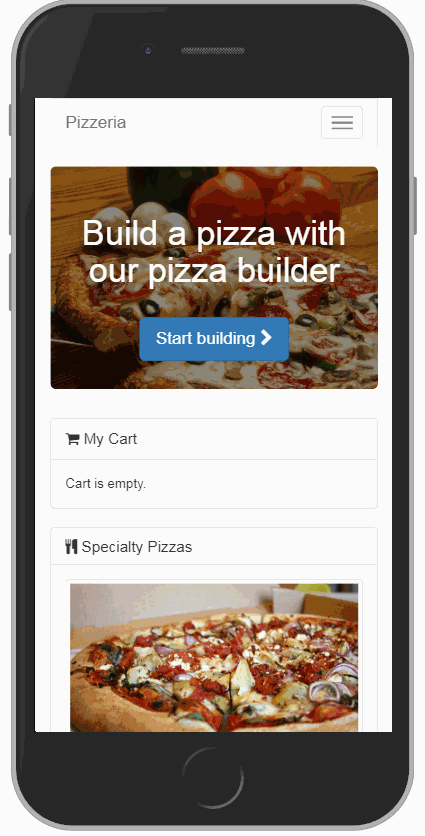 Pizzeria
Build a pizza with
our pizza builder
Start building
My Cart
Cart is empty.
Specialty Pizzas